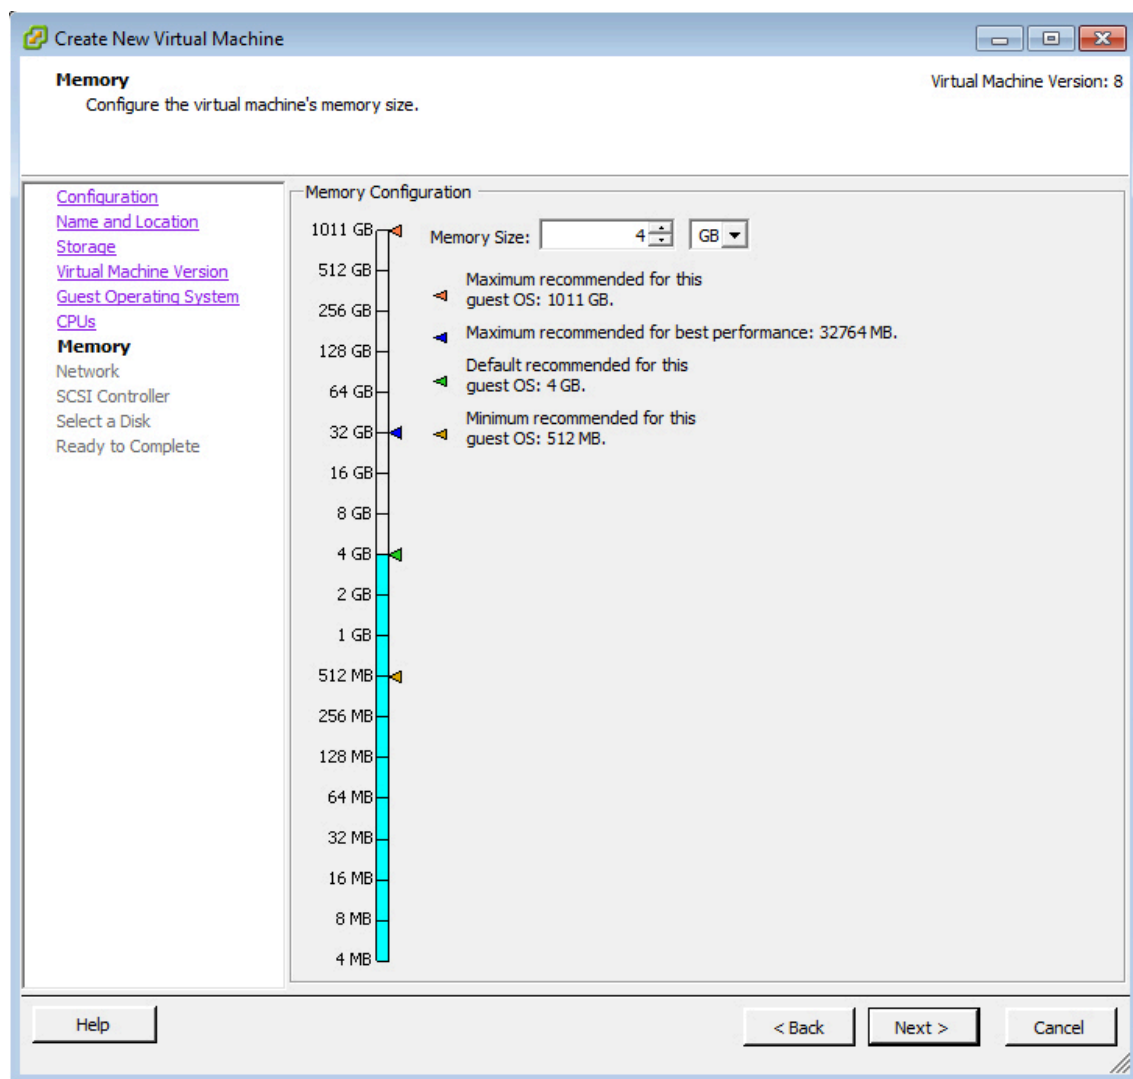 Create New Virtual Machine
Memory
Virtual Machine Version: 8
Configure the virtual machine's memory size.
Configuration
Name and Location
Storage
Virtual Machine Version
Guest Operating System
CPUs
Memory
Network
SCSI Controller
Select a Disk
Ready to Complete
Memory Configuration
1011 GB
512 GB
256 GB
128 GB
64 GB
32 GB
16 GB
8 GB
4 GB
2 GB
1 GB
512 MB
256 MB
128 MB
64 MB
32 MB
16 MB
8 MB
4 MB
Memory Size: 4 GB
Maximum recommended for this
guest OS: 1011 GB.
Maximum recommended for best performance: 32764 MB.
Default recommended for this
guest OS: 4 GB.
Minimum recommended for this
guest OS: 512 MB.
Help
< Back
Next >
Cancel